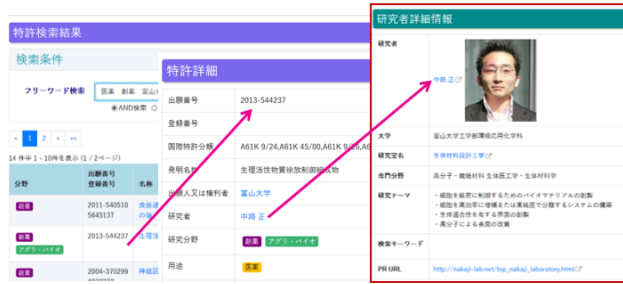 特許検索結果
検索条件
フリーワード検索
医薬 創薬 富山
AND検索
1 2
14 件中 1 - 10件を表示 (1 / 2ページ)
分野
出願番号
登録番号
名称
創薬
2011-540510
5645137
創薬
アグリ・バイオ
2013-544237
生理活
創薬
2004-370299
神経回
特許詳細
出願番号
2013-544237
登録番号
国際特許分類
A61K 9/24,A61K 45/00,A61K 9/26,A6
発明名称
生理活性物質徐放制御組成物
出願人又は権利者
富山大学
研究者
中路 正
研究分野
創薬 アグリ・バイオ
用途
医薬
研究者詳細情報
研究者
中路 正
大学
富山大学工学部環境応用化学科
研究室名
生体材料設計工学
専門分野
高分子・繊維材料 生体医工学・生体材料学
研究テーマ
・細胞を厳密に制御するためのバイオマテリアルの創製
・細胞を高効率に増幅または高純度で分離するシステムの構築
・生体適合性を有する界面の創製
・高分子による表面の改質
検索キーワード
PR URL
http://nakaji-lab.net/top_nakaji_laboratory.html